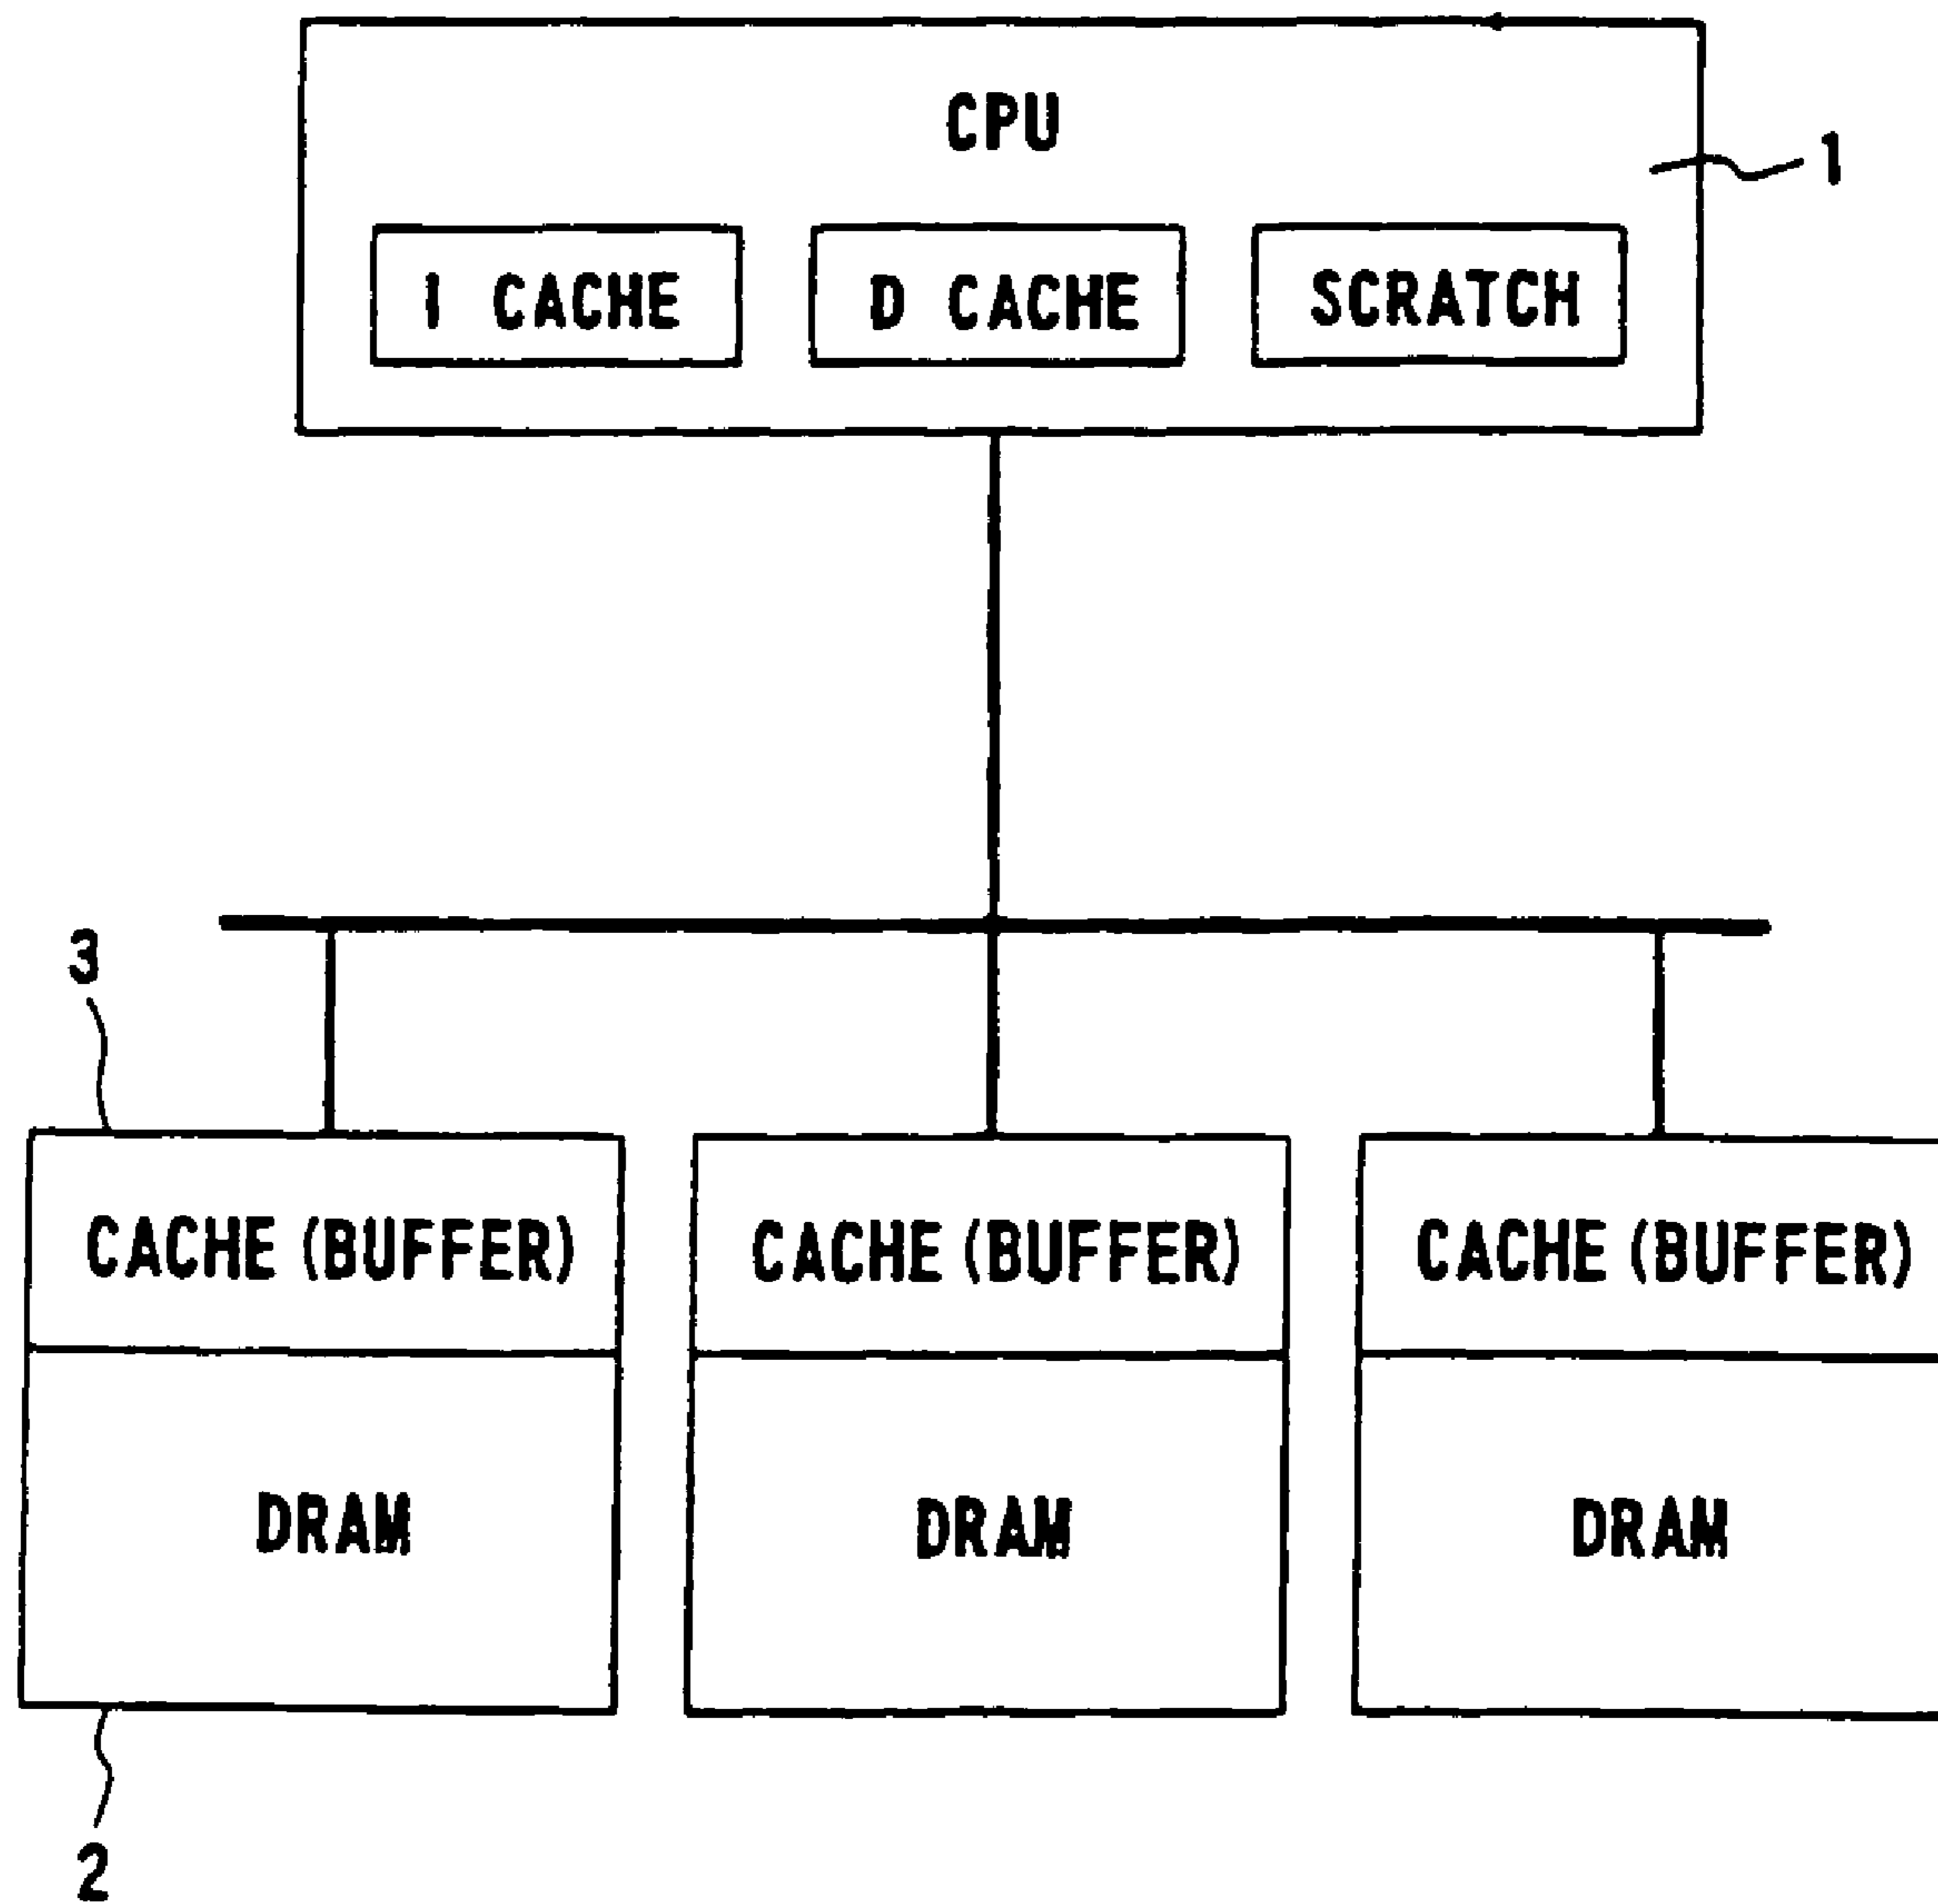 CPU
1
I CACHE
D CACHE
SCRATCH
3
CACHE (BUFFER)
CACHE (BUFFER)
CACHE (BUFFER)
DRAM
DRAM
DRAM
2